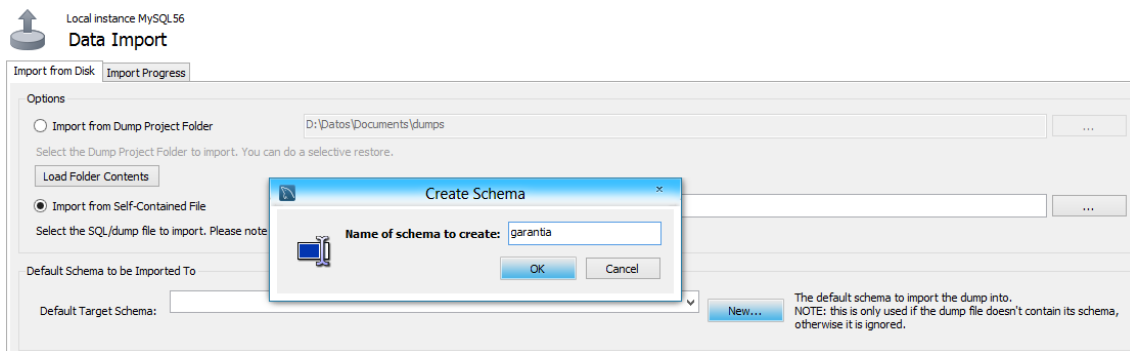 Local instance MySQL56
Data Import
Import from Disk Import Progress
Options
Import from Dump Project Folder D:\Datos\Documents\dumps ...
Select the Dump Project Folder to import. You can do a selective restore.
Load Folder Contents
Create Schema x
Import from Self-Contained File ...
Select the SQL/dump file to import. Please note
Name of schema to create: garantia
OK Cancel
Default Schema to be Imported To
Default Target Schema: New...
The default schema to import the dump into.
NOTE: this is only used if the dump file doesn't contain its schema,
otherwise it is ignored.